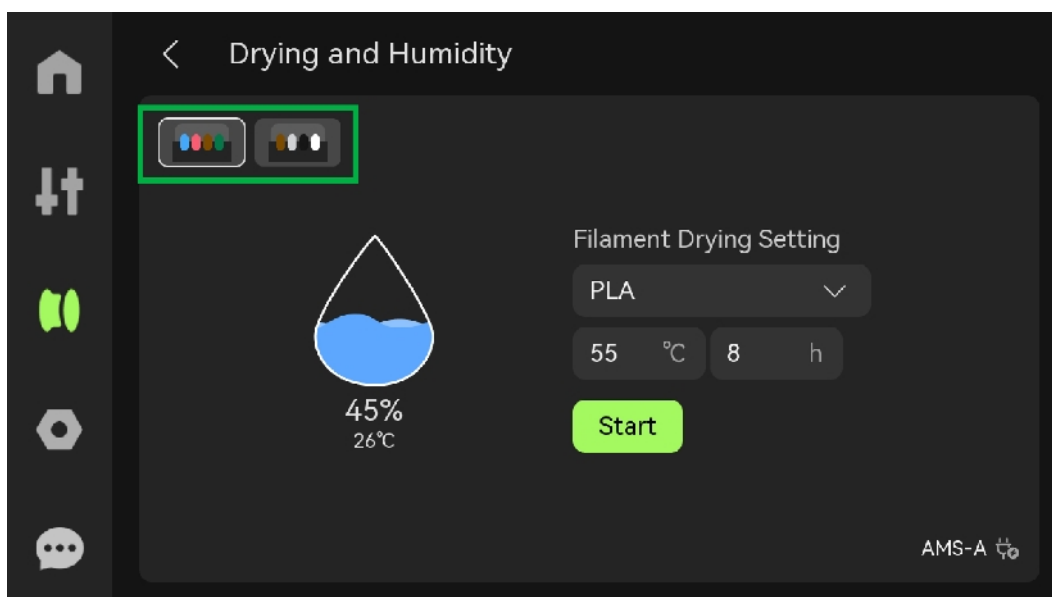 Drying and Humidity
Filament Drying Setting
PLA
55 °C 8 h
45%
26°C
Start
AMS-A